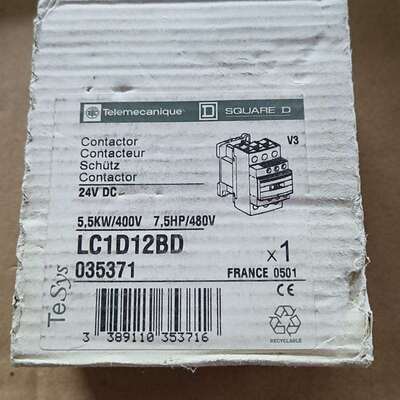 Telemecanique SQUARE D
Contactor
Contacteur
Schütz
Contactor
24V DC
V3
5,5KW/400V 7,5HP/480V
LC1D12BD
035371
x 1
FRANCE 0501
CE
TeSys
3 389110 353716
RECYCLABLE